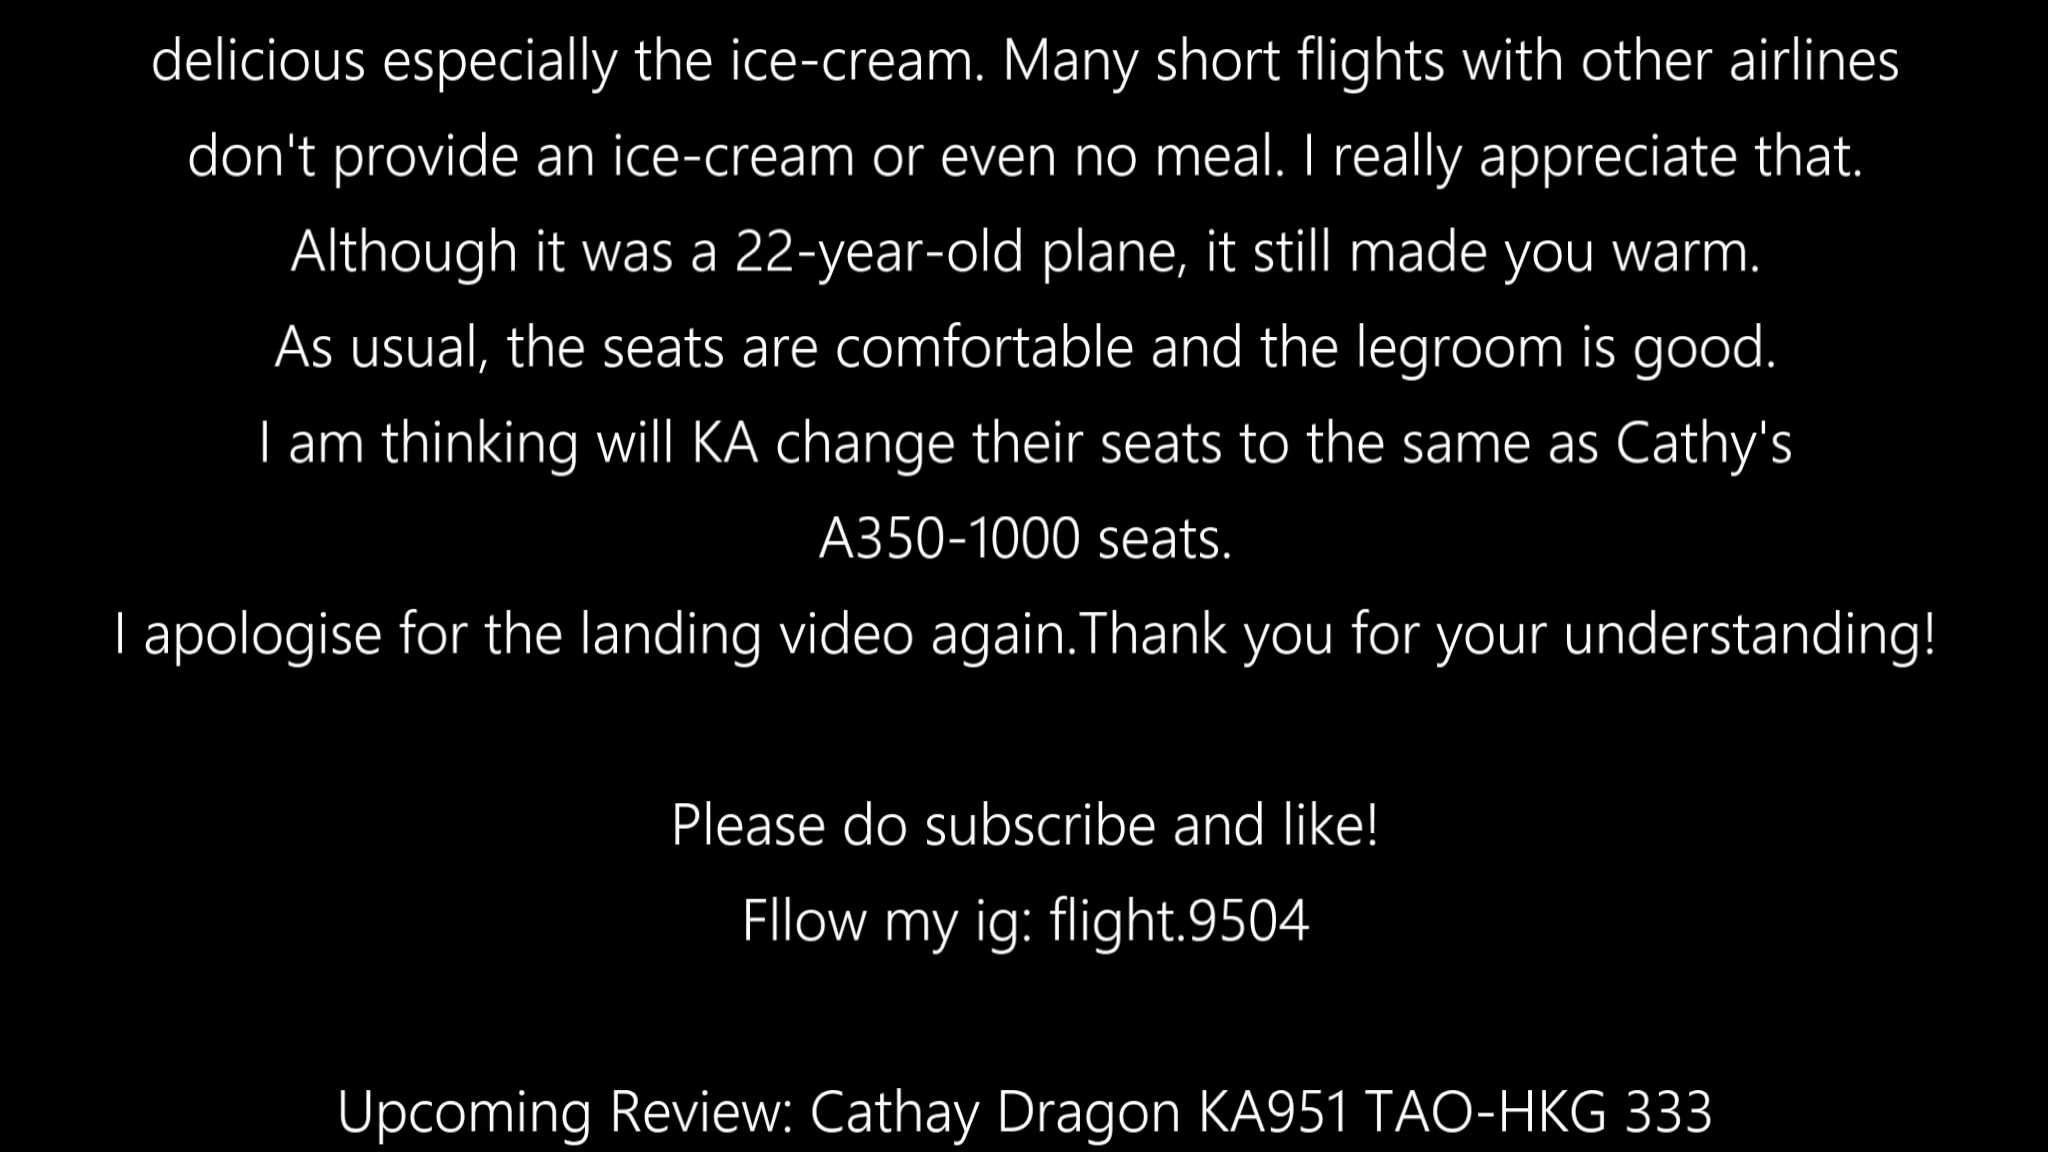 delicious especially the ice-cream. Many short flights with other airlines
don't provide an ice-cream or even no meal. I really appreciate that.
Although it was a 22-year-old plane, it still made you warm.
As usual, the seats are comfortable and the legroom is good.
I am thinking will KA change their seats to the same as Cathy's
A350-1000 seats.
I apologise for the landing video again.Thank you for your understanding!
Please do subscribe and like!
Fllow my ig: flight.9504
Upcoming Review: Cathay Dragon KA951 TAO-HKG 333